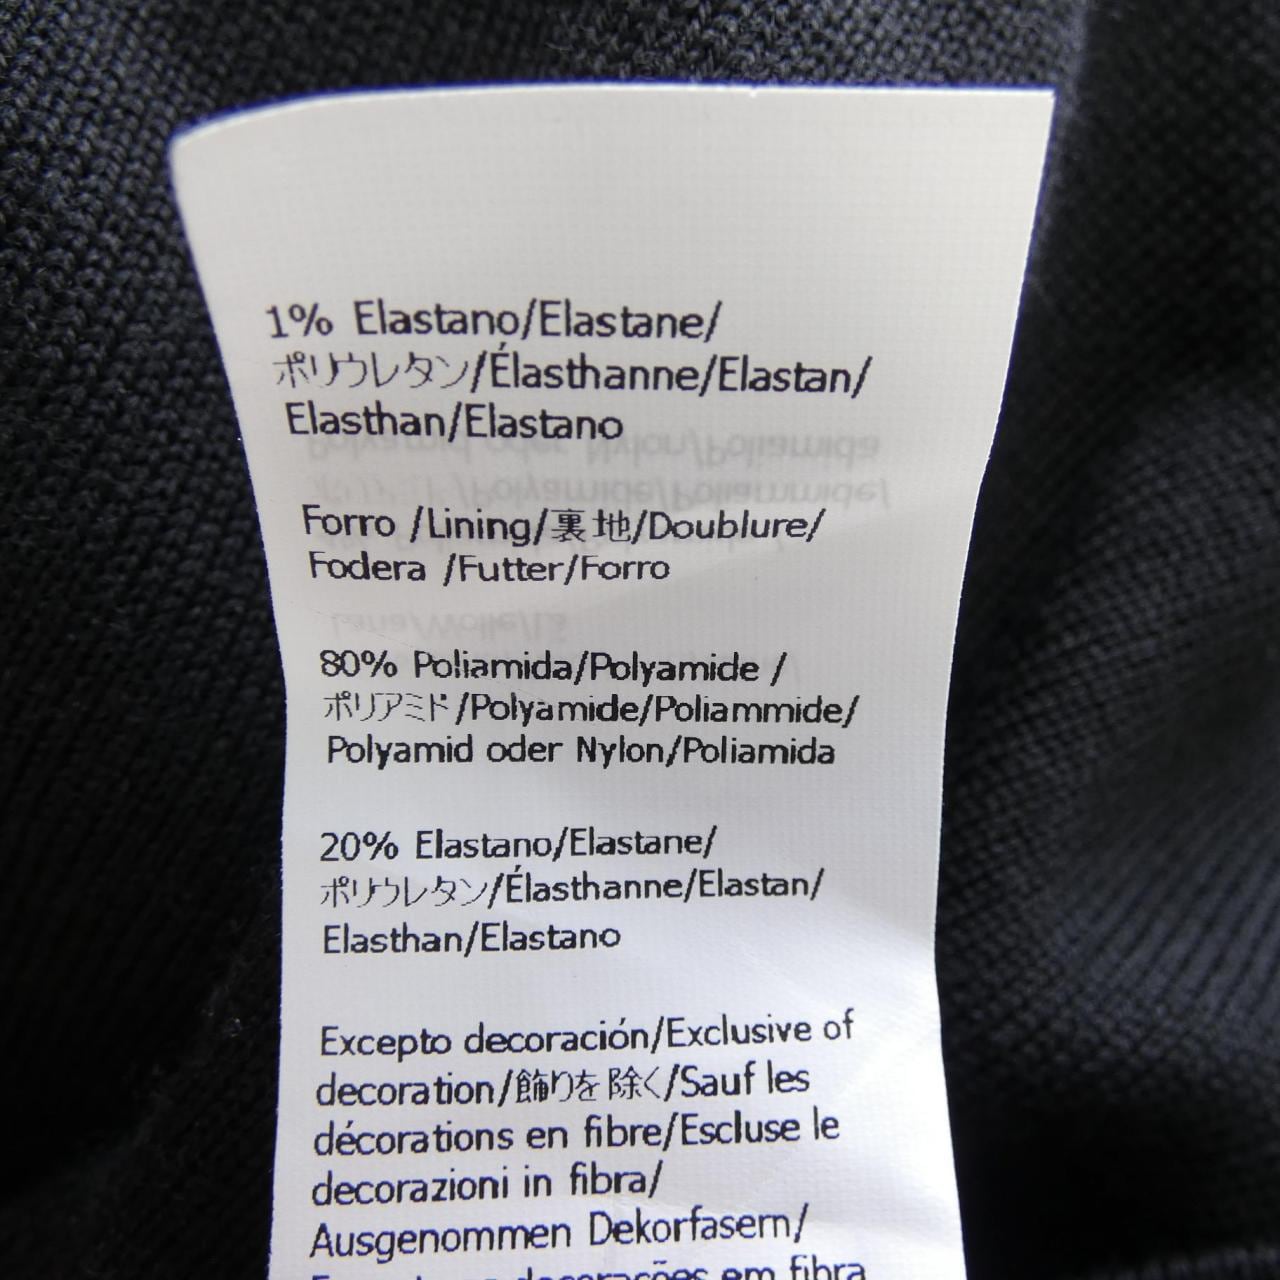 1% Elastano/Elastane/
ポリウレタン/Élasthanne/Elastan/
Elasthan/Elastano
Forro /Lining/裏地/Doublure/
Fodera /Futter/Forro
80% Poliamida/Polyamide /
ポリアミド/Polyamide/Poliammide/
Polyamid oder Nylon/Poliamida
20% Elastano/Elastane/
ポリウレタン/Élasthanne/Elastan/
Elasthan/Elastano
Excepto decoración/Exclusive of
decoration/飾りを除く/Sauf les
décorations en fibre/Escluse le
decorazioni in fibra/
Ausgenommen Dekorfasern/
decorações em fibra